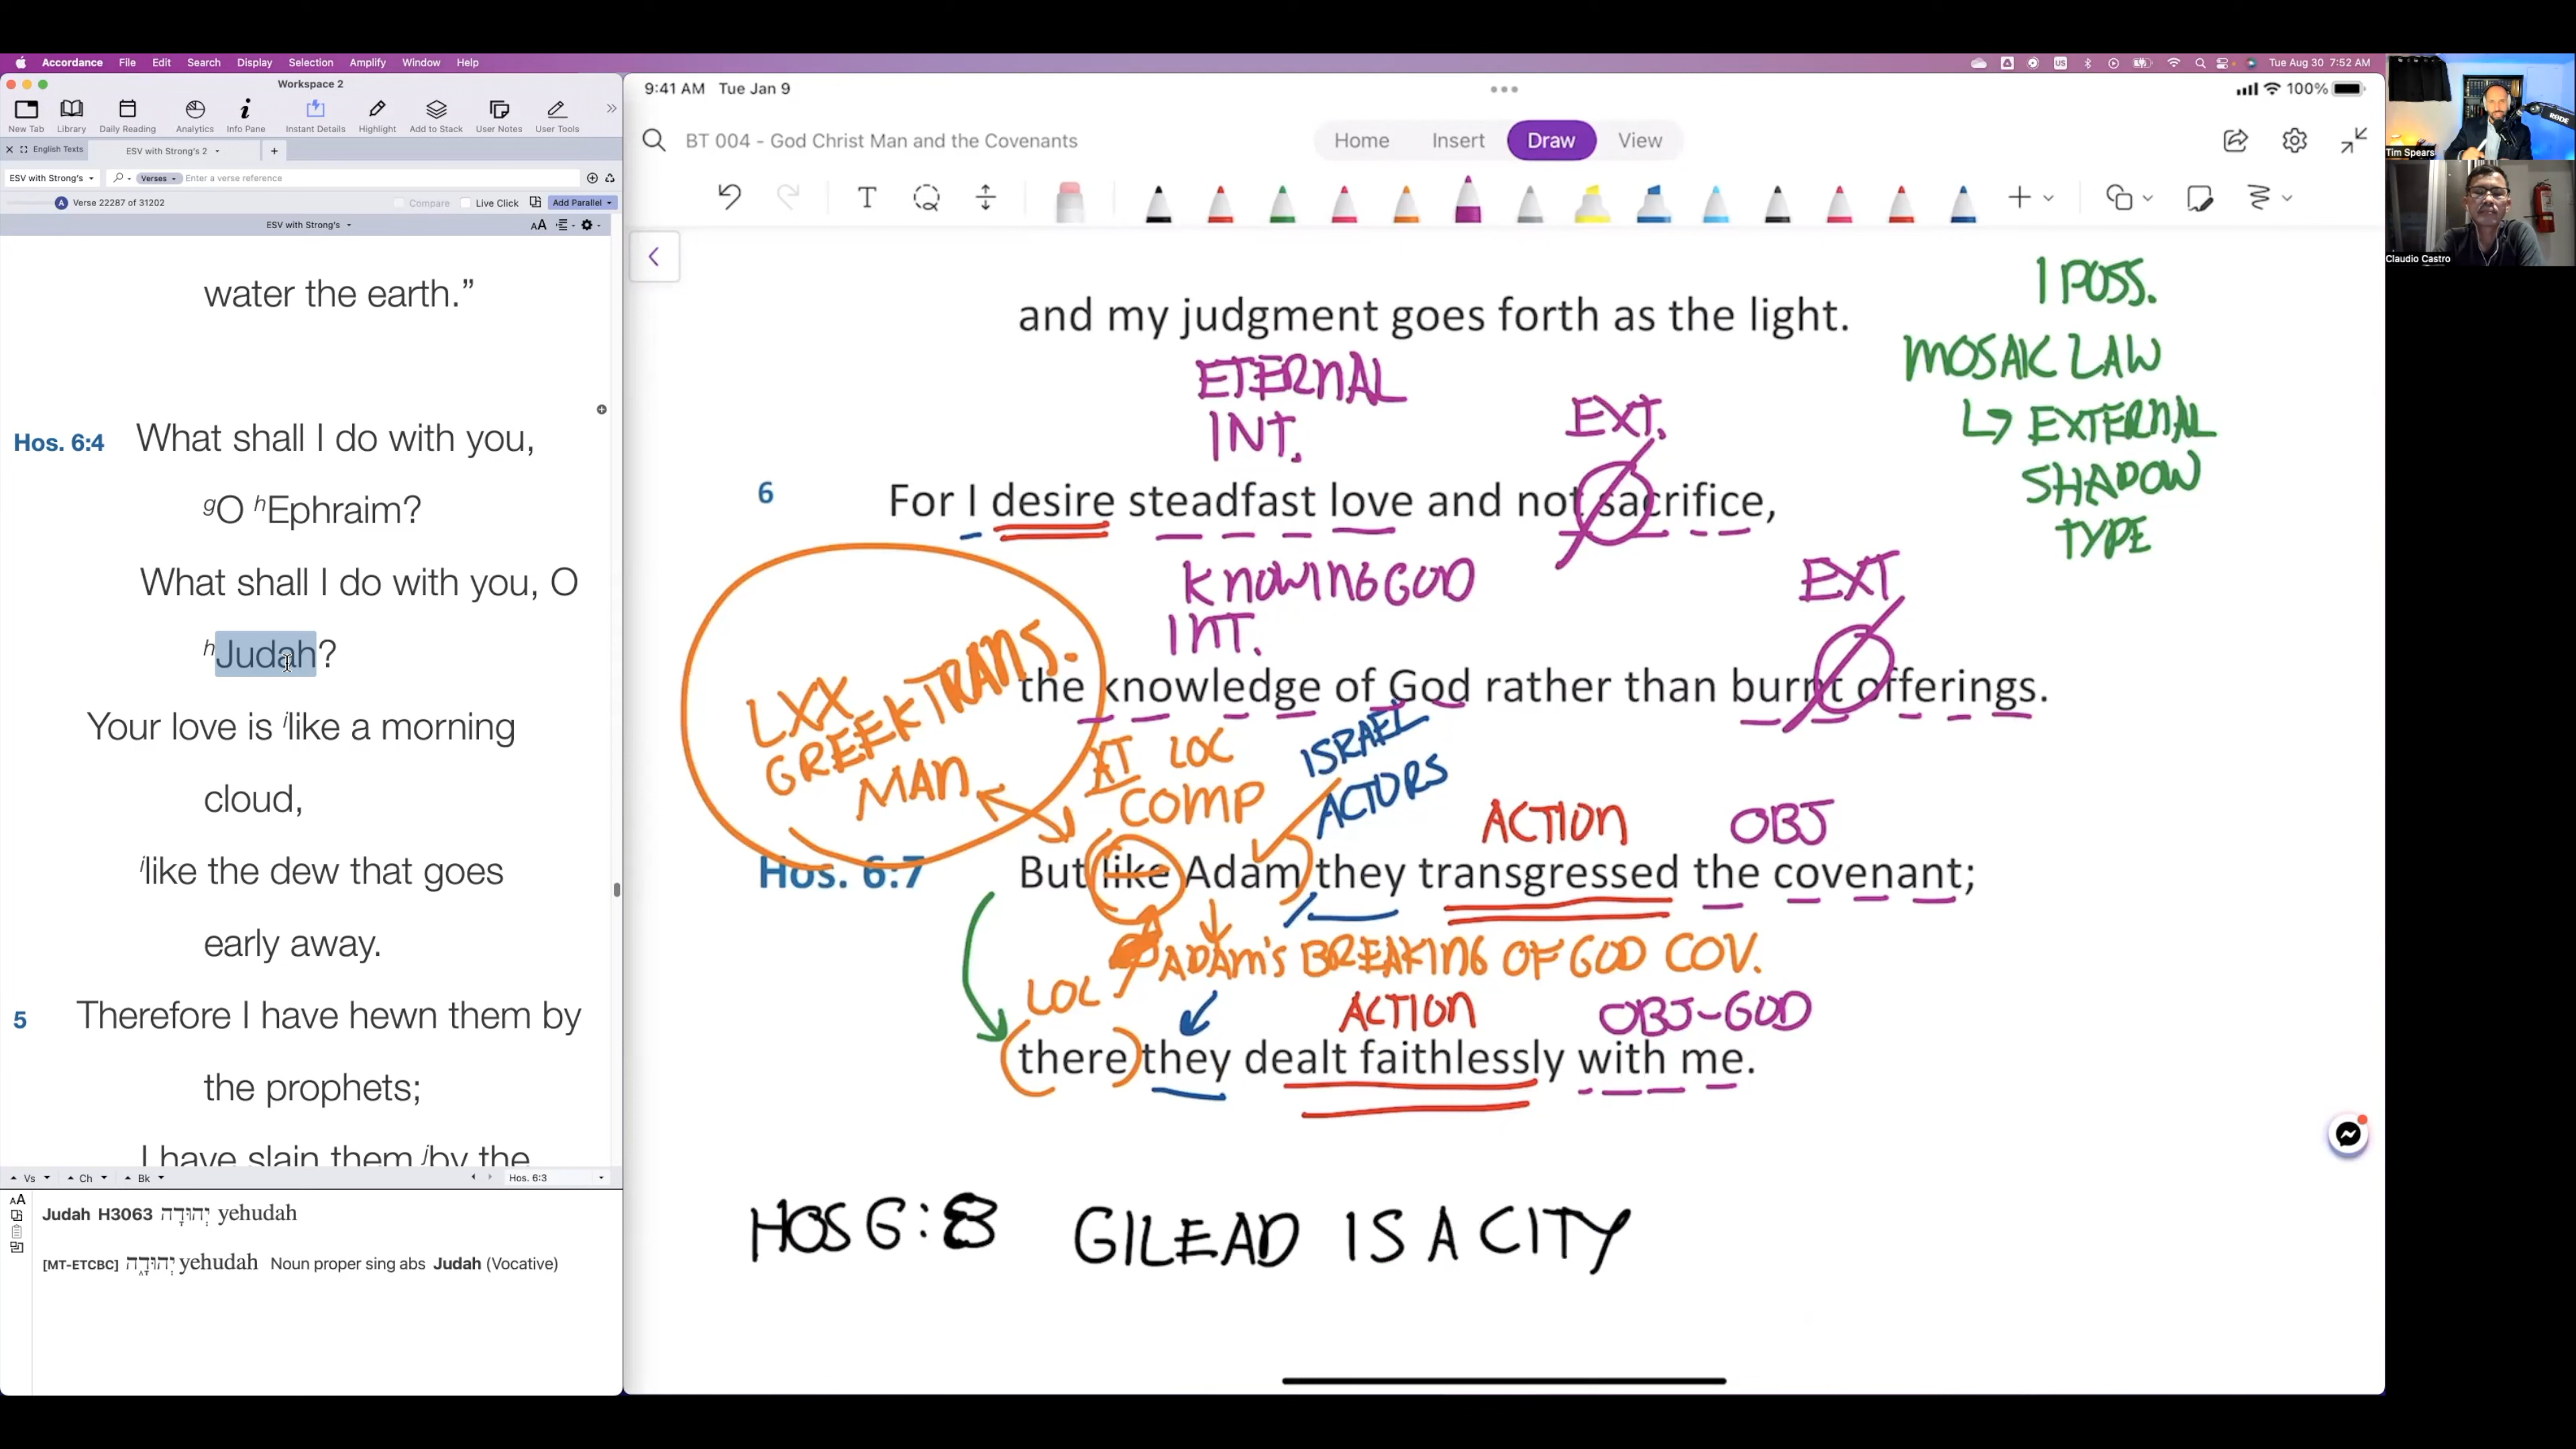 Accordance File Edit Search Display Selection Amplify Window Help
US Tue Aug 30 7:52 AM
Workspace 2
New Tab Library Daily Reading Analytics Info Pane Instant Details Highlight Add to Stack User Notes User Tools
English Texts ESV with Strong's 2 +
ESV with Strong's Verses Enter a verse reference
Verse 22287 of 31202 Compare Live Click Add Parallel
ESV with Strong's AA
water the earth.”
Hos. 6:4 What shall I do with you,
gO hEphraim?
What shall I do with you, O
hJudah?
Your love is ilike a morning
cloud,
ilike the dew that goes
early away.
5 Therefore I have hewn them by
the prophets;
I have slain them jby the
Vs Ch Bk Hos. 6:3
AA
Judah H3063 יְהוּדָה yehudah
[MT-ETCBC] יְהוּדָ֑ה yehudah Noun proper sing abs Judah (Vocative)
9:41 AM Tue Jan 9
100%
BT 004 - God Christ Man and the Covenants
Home Insert Draw View
T
and my judgment goes forth as the light.
1 POSS.
MOSAIC LAW
EXTERNAL
SHADOW
TYPE
ETERNAL
INT.
EXT.
6 For I desire steadfast love and not sacrifice,
KNOWING GOD
INT.
EXT
the knowledge of God rather than burnt offerings.
LXX
GREEK TRANS.
MAN
AT LOC
COMP
ISRAEL
ACTORS
ACTION
OBJ
Hos. 6:7 But like Adam they transgressed the covenant;
ADAM'S BREAKING OF GOD COV.
LOC
ACTION
OBJ-GOD
there they dealt faithlessly with me.
HOS 6:8 GILEAD IS A CITY
Tim Spears
RØDE
Claudio Castro